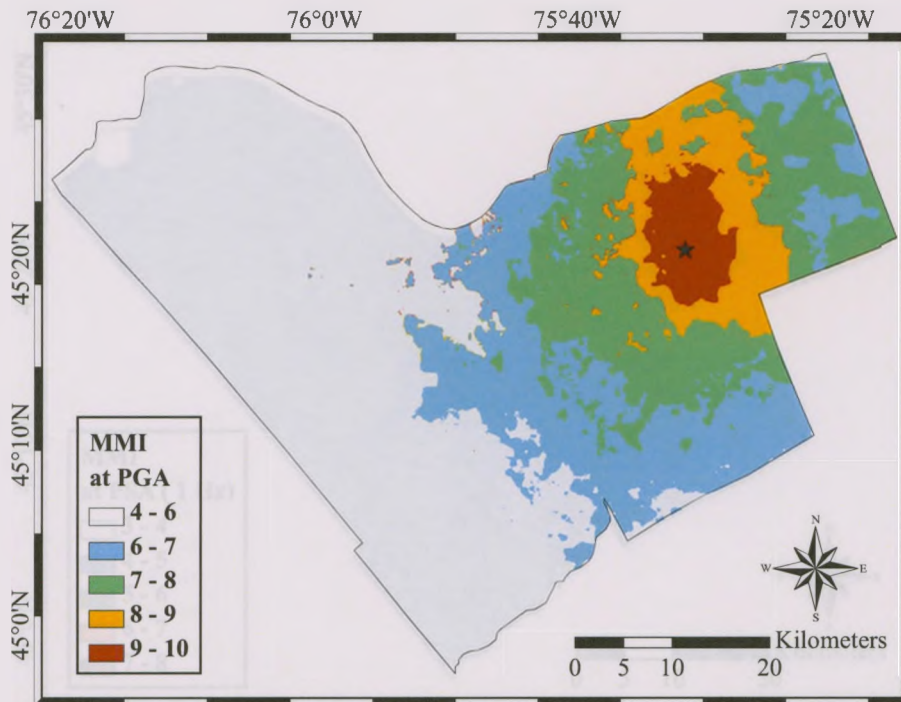 76°20'W 76°0'W 75°40'W 75°20'W
45°20'N
45°10'N
45°0'N
MMI
at PGA
4 - 6
6 - 7
7 - 8
8 - 9
9 - 10
N
W E
S
Kilometers
0 5 10 20